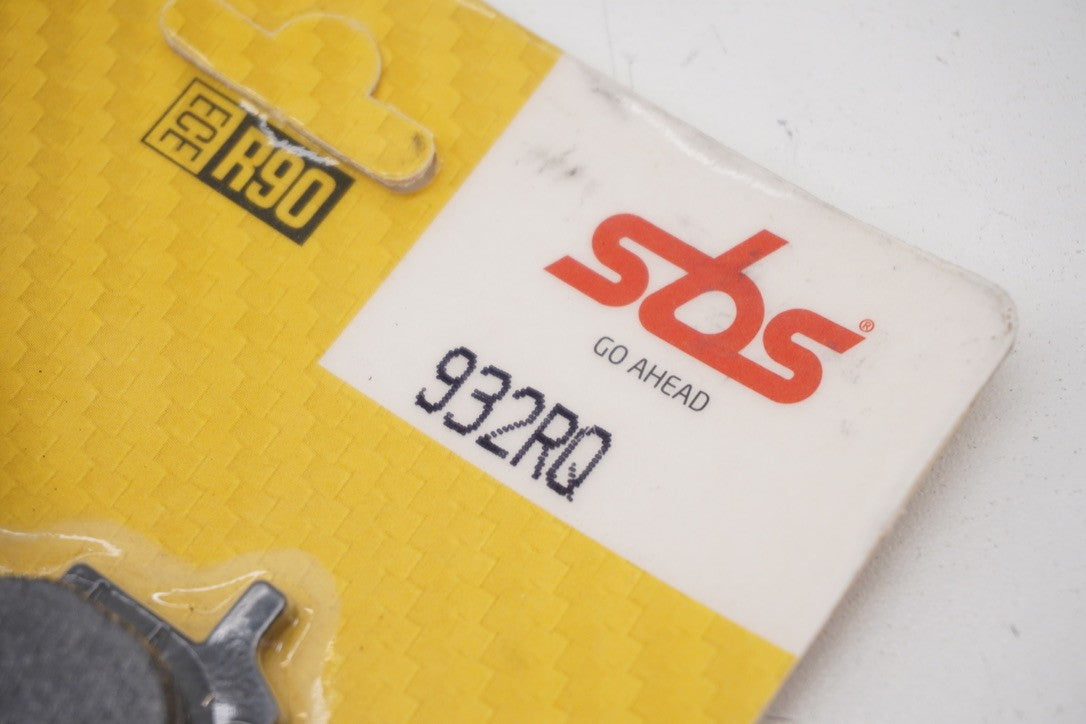 ECE R90
sbs®
GO AHEAD
932RQ